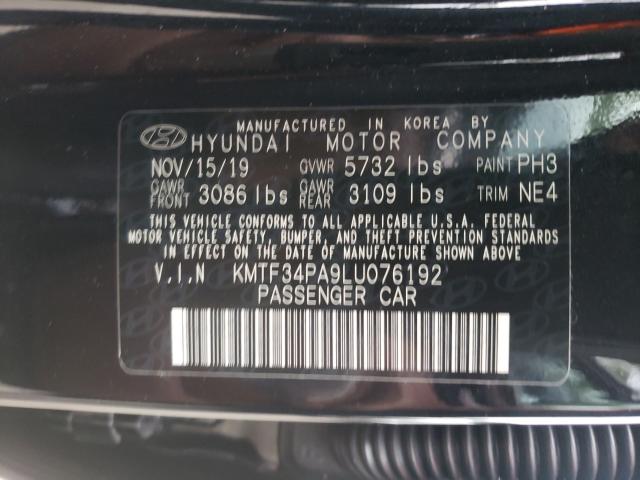 MANUFACTURED IN KOREA BY
HYUNDAI MOTOR COMPANY
NOV/15/19 GVWR 5732 lbs PAINT PH3
GAWR FRONT 3086 lbs GAWR REAR 3109 lbs TRIM NE4
THIS VEHICLE CONFORMS TO ALL APPLICABLE U.S.A. FEDERAL
MOTOR VEHICLE SAFETY, BUMPER, AND THEFT PREVENTION STANDARDS
IN EFFECT ON THE DATE OF MANUFACTURE SHOWN ABOVE
V.I.N KMTF34PA9LU076192
PASSENGER CAR